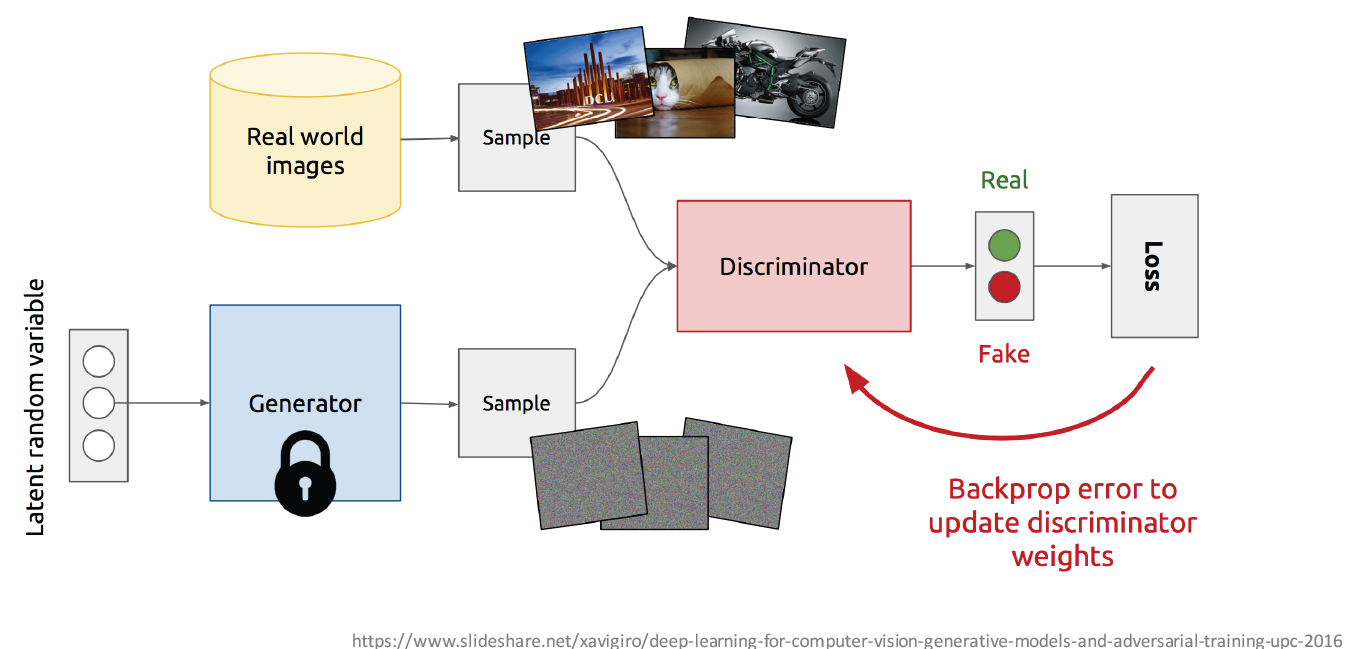 DCU
Real world
images
Sample
Real
Discriminator
Loss
Fake
Latent random variable
Generator
Sample
Backprop error to
update discriminator
weights
https://www.slideshare.net/xavigiro/deep-learning-for-computer-vision-generative-models-and-adversarial-training-upc-2016